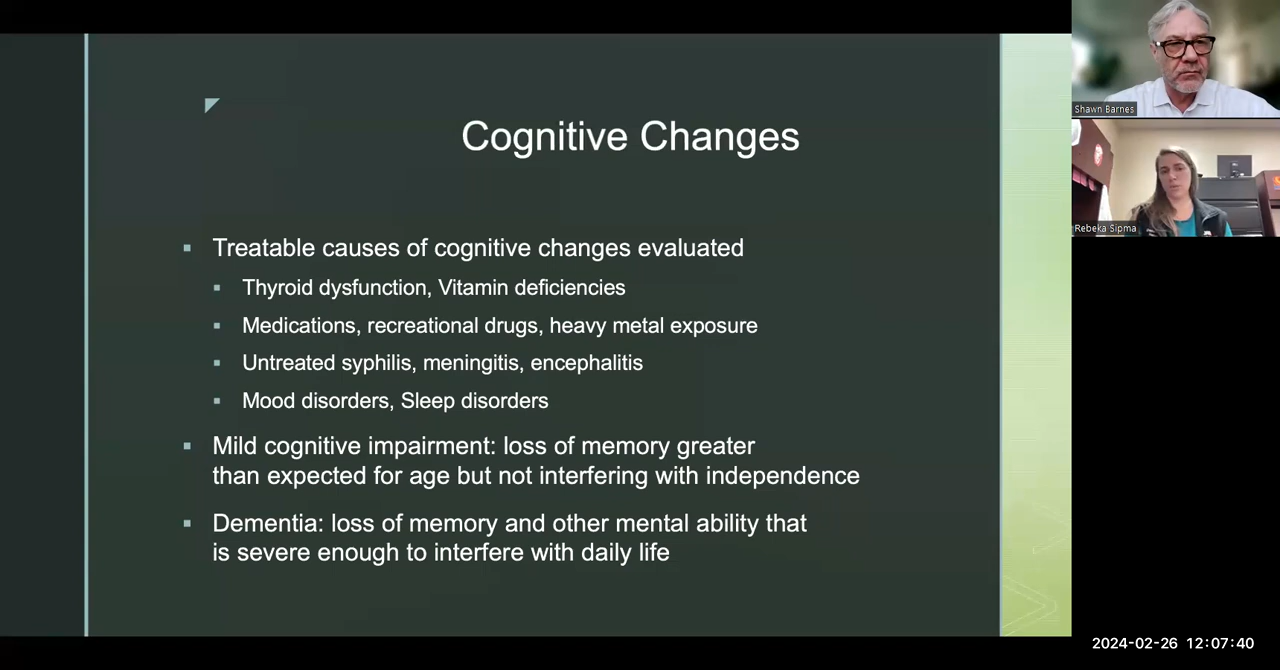 Cognitive Changes
Treatable causes of cognitive changes evaluated
Thyroid dysfunction, Vitamin deficiencies
Medications, recreational drugs, heavy metal exposure
Untreated syphilis, meningitis, encephalitis
Mood disorders, Sleep disorders
Mild cognitive impairment: loss of memory greater
than expected for age but not interfering with independence
Dementia: loss of memory and other mental ability that
is severe enough to interfere with daily life
Shawn Barnes
Rebeka Sipma
2024-02-26 12:07:40